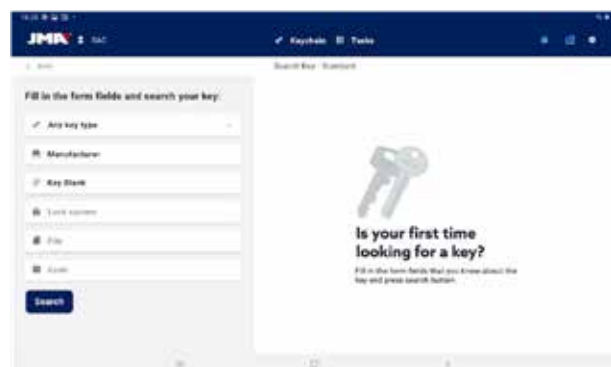 JMA
Keychain Tasks
Search Key - Standard
Fill in the form fields and search your key:
Any key type
Manufacturer
Key Blank
Lock system
File
Code
Search
Is your first time
looking for a key?
Fill in the form fields that you know about the
key and press search button.